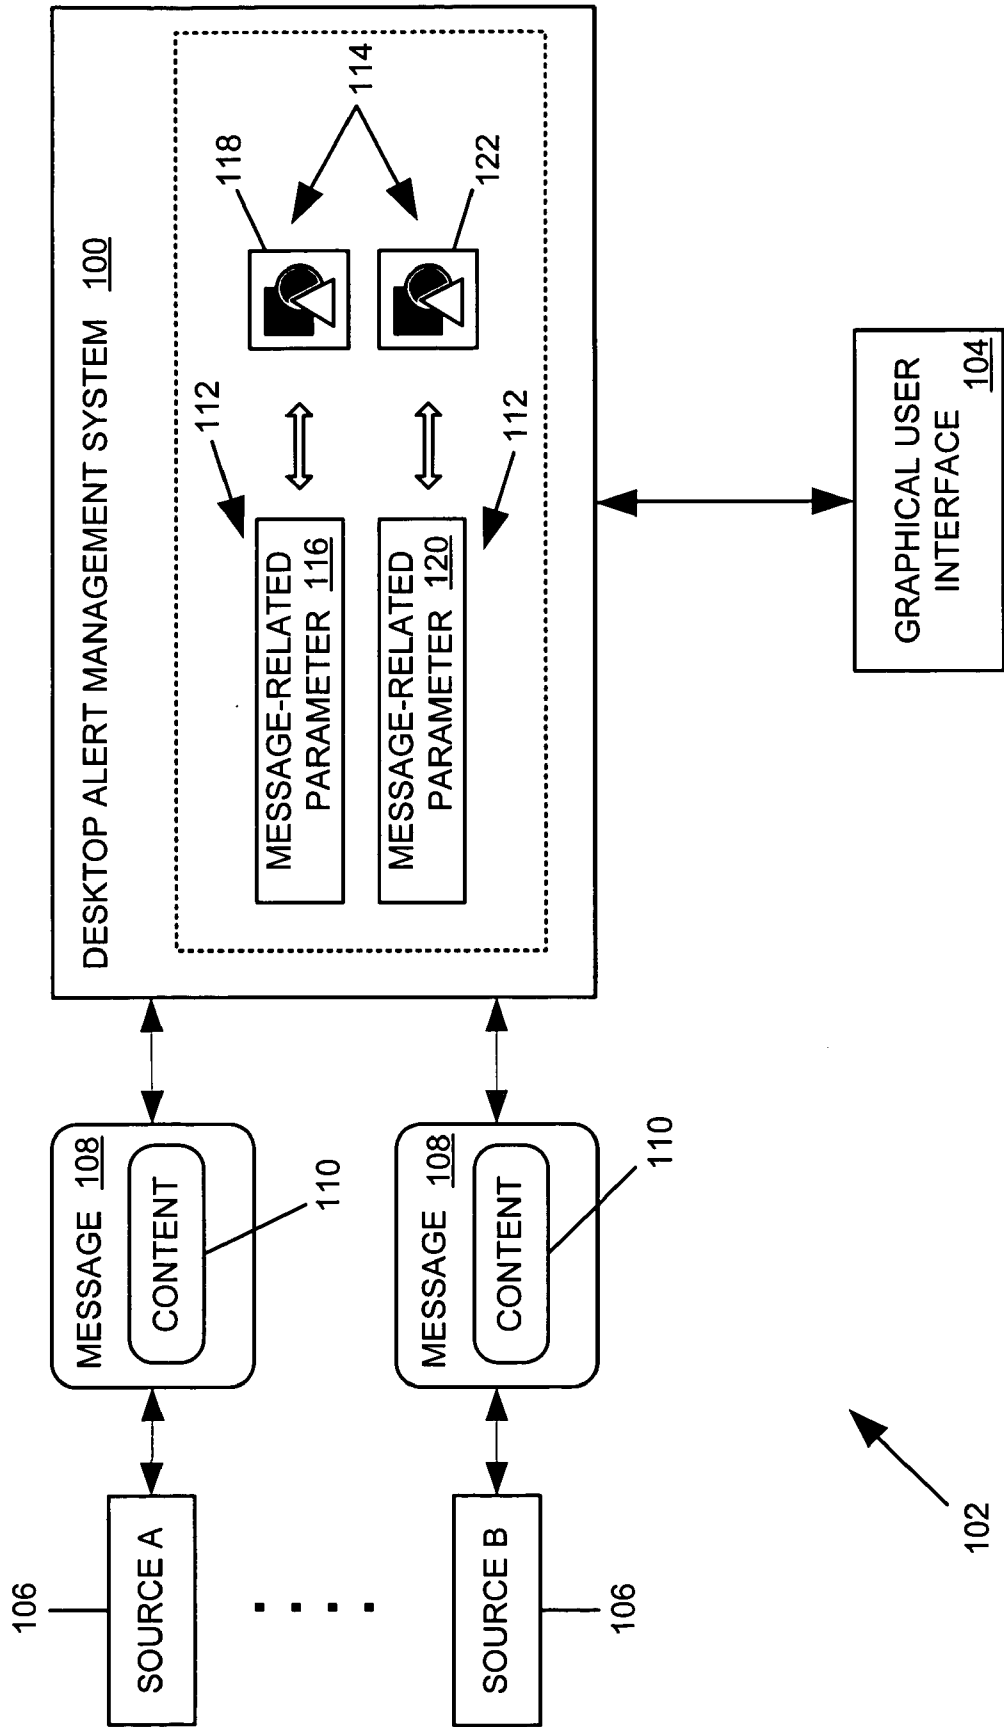 DESKTOP ALERT MANAGEMENT SYSTEM 100
106
SOURCE A
MESSAGE 108
CONTENT
110
112
MESSAGE-RELATED
PARAMETER 116
118
114
MESSAGE-RELATED
PARAMETER 120
112
122
SOURCE B
106
MESSAGE 108
CONTENT
110
GRAPHICAL USER
INTERFACE 104
102